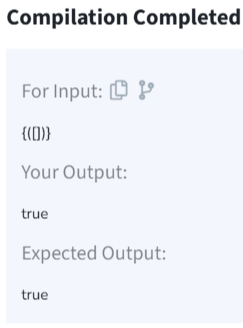 Compilation Completed
For Input:
{([])}
Your Output:
true
Expected Output:
true